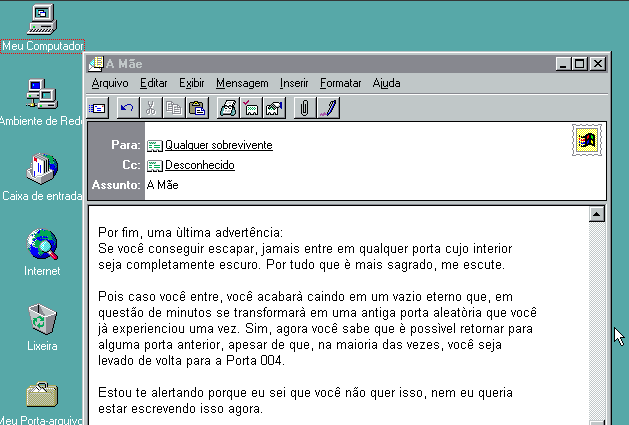 Meu Computador
Ambiente de Rede
Caixa de entrada
Internet
Lixeira
Meu Porta-arquivo
A Mãe
Arquivo Editar Exibir Mensagem Inserir Formatar Ajuda
Para: Qualquer sobrevivente
Cc: Desconhecido
Assunto: A Mãe
Por fim, uma ùltima advertência:
Se você conseguir escapar, jamais entre em qualquer porta cujo interior
seja completamente escuro. Por tudo que è mais sagrado, me escute.
Pois caso você entre, você acabarà caindo em um vazio eterno que, em
questão de minutos se transformarà em uma antiga porta aleatòria que você
jà experienciou uma vez. Sim, agora você sabe que è possìvel retornar para
alguma porta anterior, apesar de que, na maioria das vezes, você seja
levado de volta para a Porta 004.
Estou te alertando porque eu sei que você não quer isso, nem eu queria
estar escrevendo isso agora.